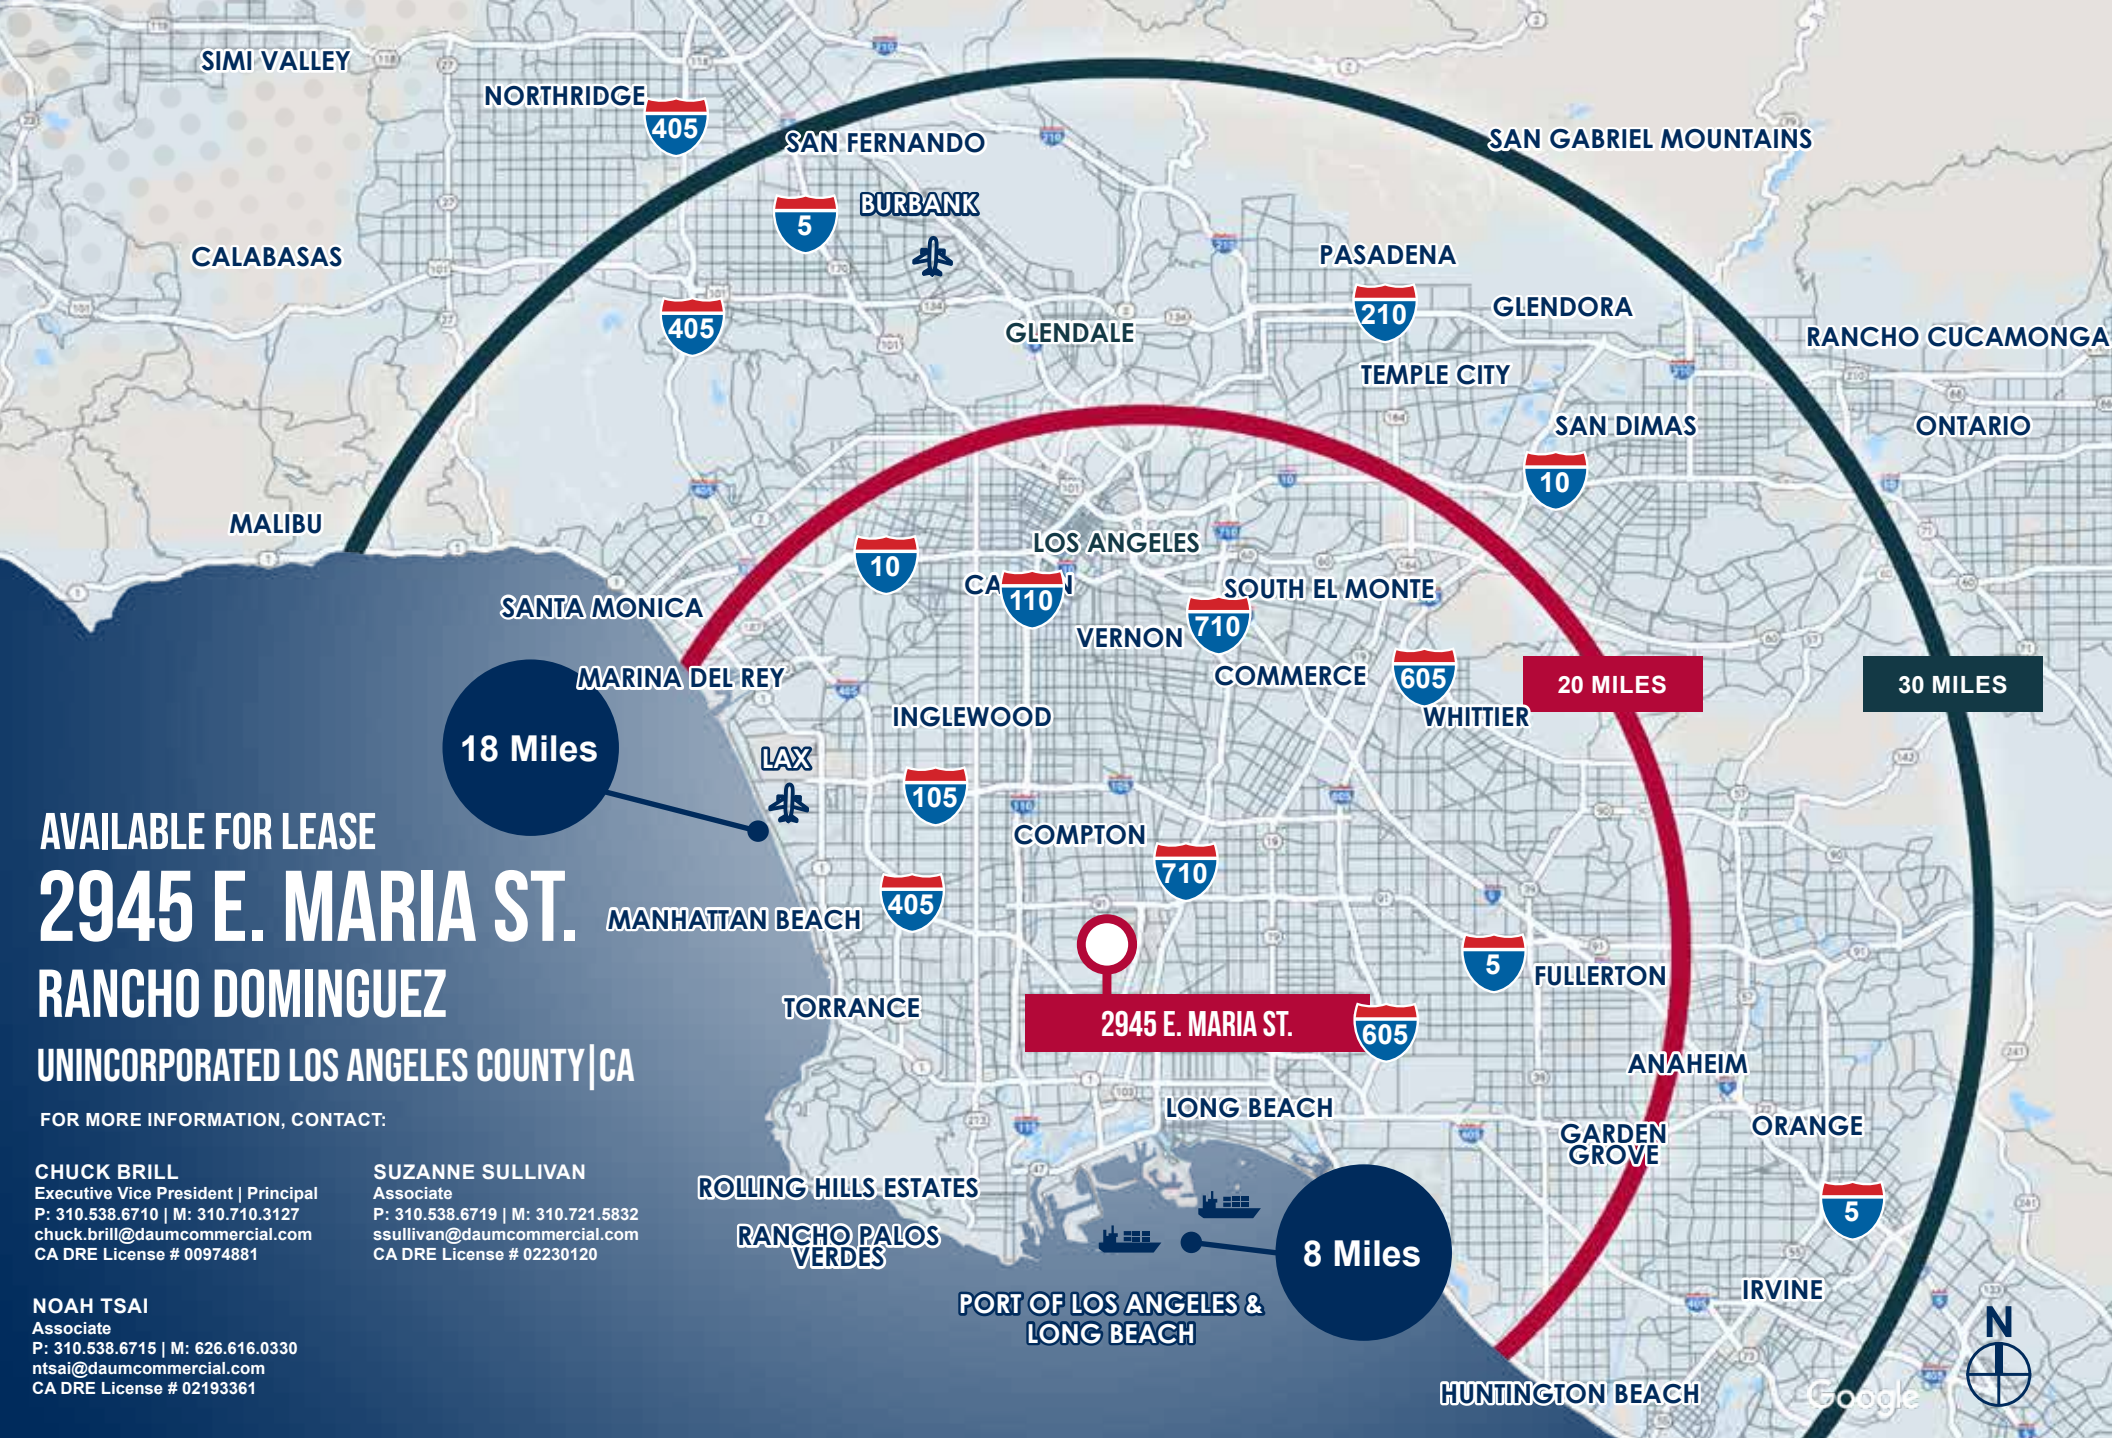 SIMI VALLEY
NORTHRIDGE
405
SAN FERNANDO
SAN GABRIEL MOUNTAINS
5
BURBANK
CALABASAS
PASADENA
405
210
GLENDORA
GLENDALE
RANCHO CUCAMONGA
TEMPLE CITY
SAN DIMAS
ONTARIO
10
MALIBU
LOS ANGELES
10
110
SOUTH EL MONTE
SANTA MONICA
VERNON
710
MARINA DEL REY
COMMERCE
605
20 MILES
30 MILES
INGLEWOOD
WHITTIER
18 Miles
LAX
105
COMPTON
710
405
MANHATTAN BEACH
5
FULLERTON
TORRANCE
2945 E. MARIA ST.
605
ANAHEIM
LONG BEACH
GARDEN
GROVE
ORANGE
ROLLING HILLS ESTATES
5
RANCHO PALOS
VERDES
8 Miles
IRVINE
PORT OF LOS ANGELES &
LONG BEACH
N
HUNTINGTON BEACH
Google
AVAILABLE FOR LEASE
2945 E. MARIA ST.
RANCHO DOMINGUEZ
UNINCORPORATED LOS ANGELES COUNTY|CA
FOR MORE INFORMATION, CONTACT:
CHUCK BRILL
Executive Vice President | Principal
P: 310.538.6710 | M: 310.710.3127
chuck.brill@daumcommercial.com
CA DRE License # 00974881
SUZANNE SULLIVAN
Associate
P: 310.538.6719 | M: 310.721.5832
ssullivan@daumcommercial.com
CA DRE License # 02230120
NOAH TSAI
Associate
P: 310.538.6715 | M: 626.616.0330
ntsai@daumcommercial.com
CA DRE License # 02193361